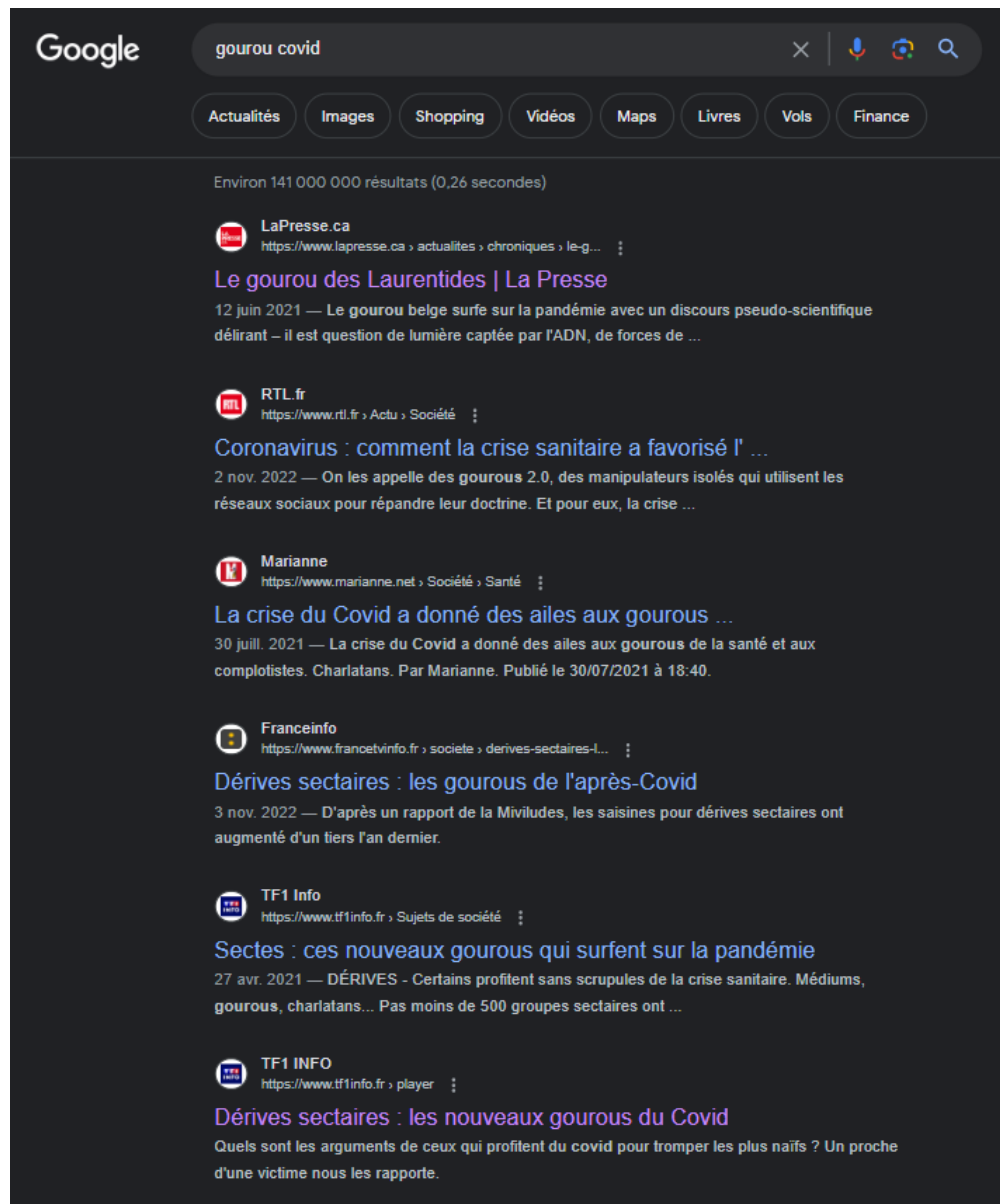 Google
gourou covid
Actualités Images Shopping Vidéos Maps Livres Vols Finance
Environ 141 000 000 résultats (0,26 secondes)
LaPresse.ca
https://www.lapresse.ca › actualites › chroniques › le-g...
Le gourou des Laurentides | La Presse
12 juin 2021 — Le gourou belge surfe sur la pandémie avec un discours pseudo-scientifique
délirant – il est question de lumière captée par l'ADN, de forces de ...
RTL
RTL.fr
https://www.rtl.fr › Actu › Société
Coronavirus : comment la crise sanitaire a favorisé l' ...
2 nov. 2022 — On les appelle des gourous 2.0, des manipulateurs isolés qui utilisent les
réseaux sociaux pour répandre leur doctrine. Et pour eux, la crise ...
Marianne
https://www.marianne.net › Société › Santé
La crise du Covid a donné des ailes aux gourous ...
30 juill. 2021 — La crise du Covid a donné des ailes aux gourous de la santé et aux
complotistes. Charlatans. Par Marianne. Publié le 30/07/2021 à 18:40.
Franceinfo
https://www.francetvinfo.fr › societe › derives-sectaires-l...
Dérives sectaires : les gourous de l'après-Covid
3 nov. 2022 — D'après un rapport de la Miviludes, les saisines pour dérives sectaires ont
augmenté d'un tiers l'an dernier.
TF1 INFO
TF1 Info
https://www.tf1info.fr › Sujets de société
Sectes : ces nouveaux gourous qui surfent sur la pandémie
27 avr. 2021 — DÉRIVES - Certains profitent sans scrupules de la crise sanitaire. Médiums,
gourous, charlatans... Pas moins de 500 groupes sectaires ont ...
TF1 INFO
TF1 INFO
https://www.tf1info.fr › player
Dérives sectaires : les nouveaux gourous du Covid
Quels sont les arguments de ceux qui profitent du covid pour tromper les plus naïfs ? Un proche
d'une victime nous les rapporte.